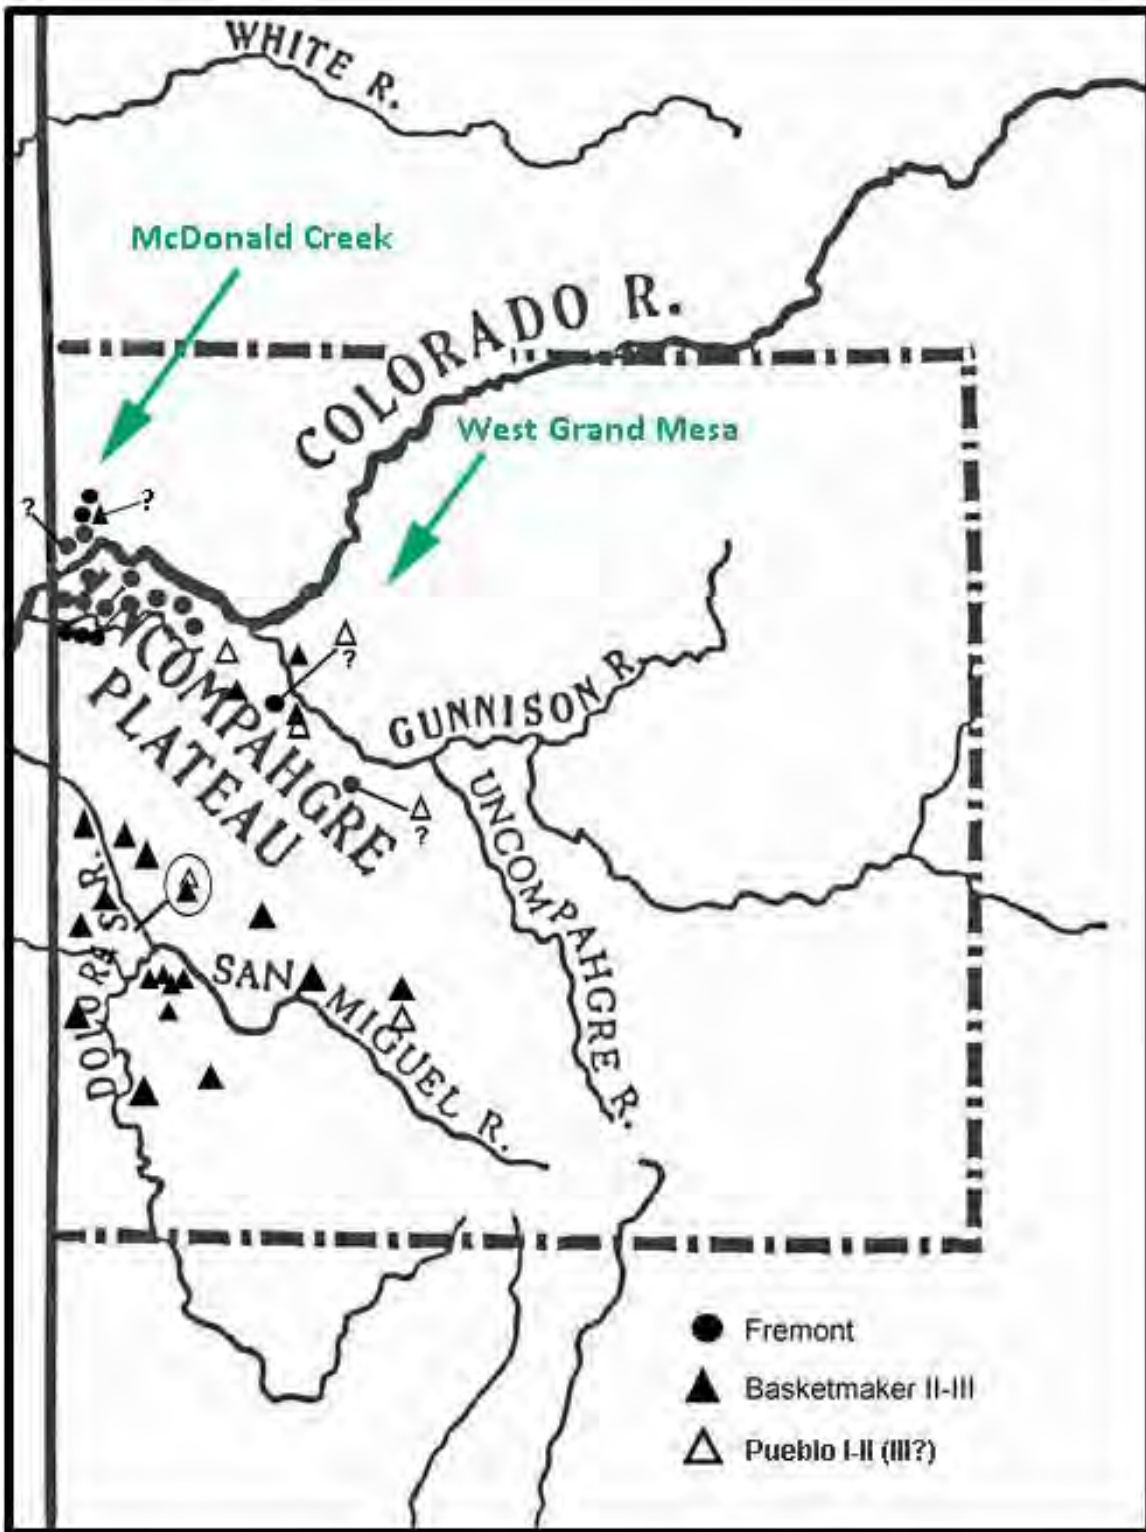 WHITE R.
McDonald Creek
COLORADO R.
West Grand Mesa
?
?
?
UNCOMPAHGRE
PLATEAU
GUNNISON R.
?
UNCOMPAHGRE R.
DOLORES R.
SAN MIGUEL R.
Fremont
Basketmaker II-III
Pueblo I-II (III?)